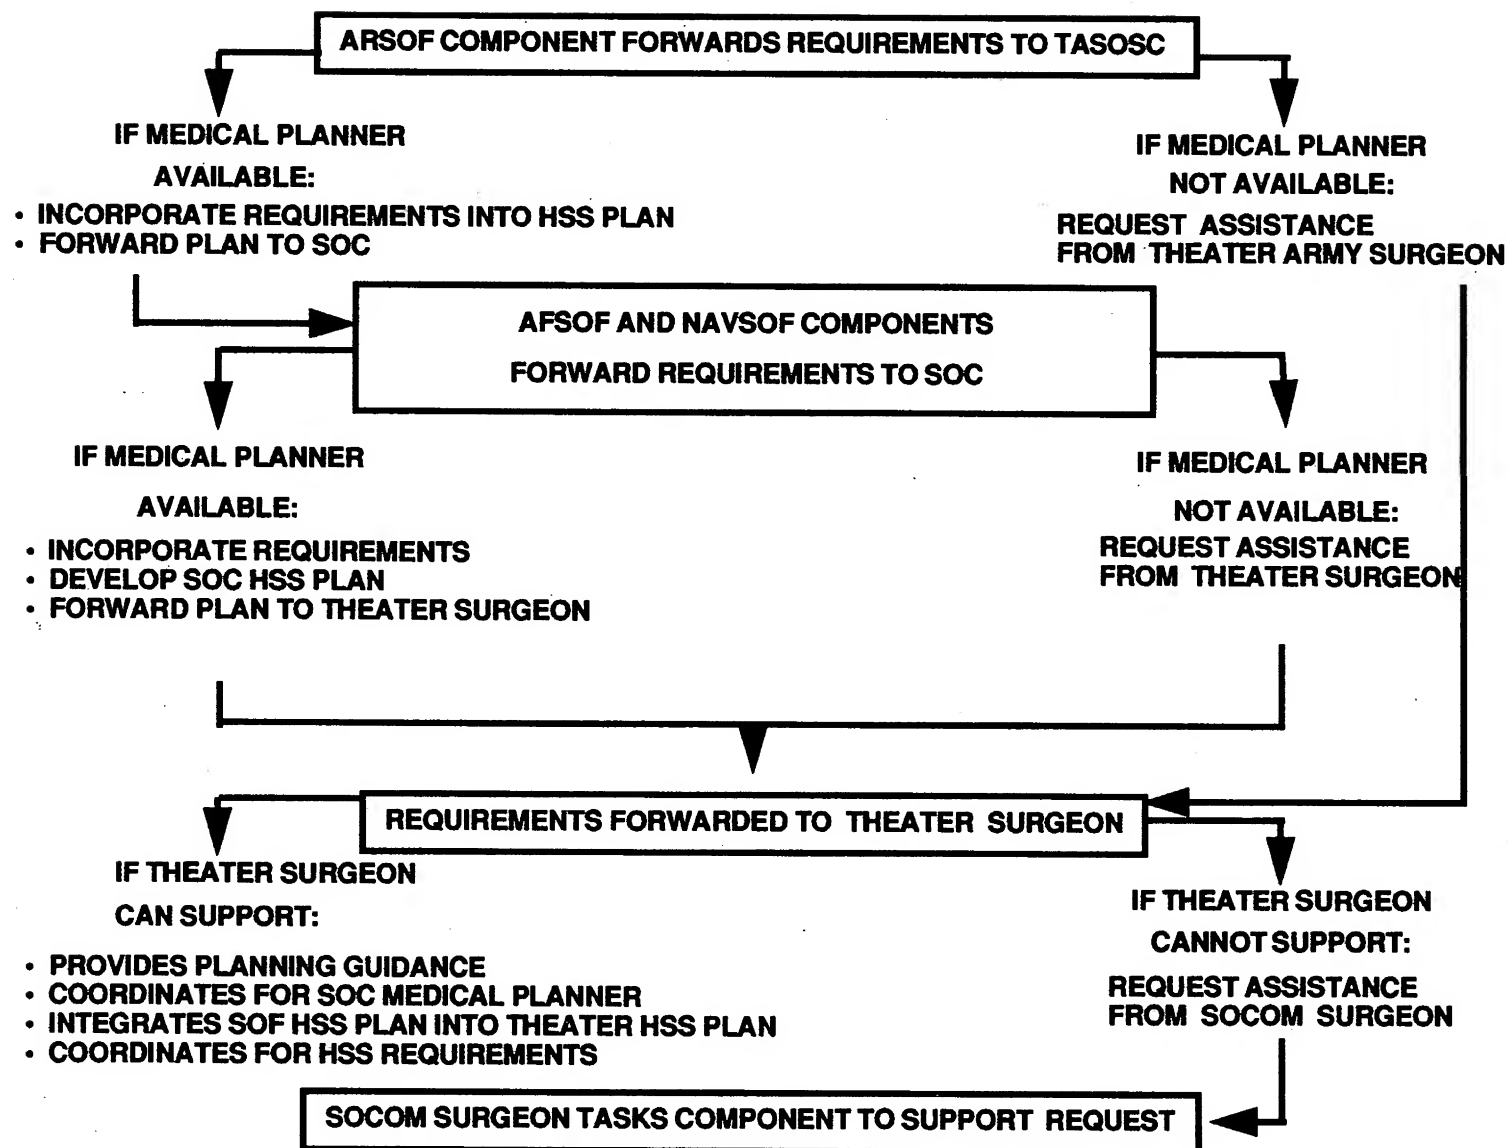 ARSOF COMPONENT FORWARDS REQUIREMENTS TO TASOSC
IF MEDICAL PLANNER
AVAILABLE:
• INCORPORATE REQUIREMENTS INTO HSS PLAN
• FORWARD PLAN TO SOC
IF MEDICAL PLANNER
NOT AVAILABLE:
REQUEST ASSISTANCE
FROM THEATER ARMY SURGEON
AFSOF AND NAVSOF COMPONENTS
FORWARD REQUIREMENTS TO SOC
IF MEDICAL PLANNER
AVAILABLE:
• INCORPORATE REQUIREMENTS
• DEVELOP SOC HSS PLAN
• FORWARD PLAN TO THEATER SURGEON
IF MEDICAL PLANNER
NOT AVAILABLE:
REQUEST ASSISTANCE
FROM THEATER SURGEON
REQUIREMENTS FORWARDED TO THEATER SURGEON
IF THEATER SURGEON
CAN SUPPORT:
• PROVIDES PLANNING GUIDANCE
• COORDINATES FOR SOC MEDICAL PLANNER
• INTEGRATES SOF HSS PLAN INTO THEATER HSS PLAN
• COORDINATES FOR HSS REQUIREMENTS
IF THEATER SURGEON
CANNOT SUPPORT:
REQUEST ASSISTANCE
FROM SOCOM SURGEON
SOCOM SURGEON TASKS COMPONENT TO SUPPORT REQUEST